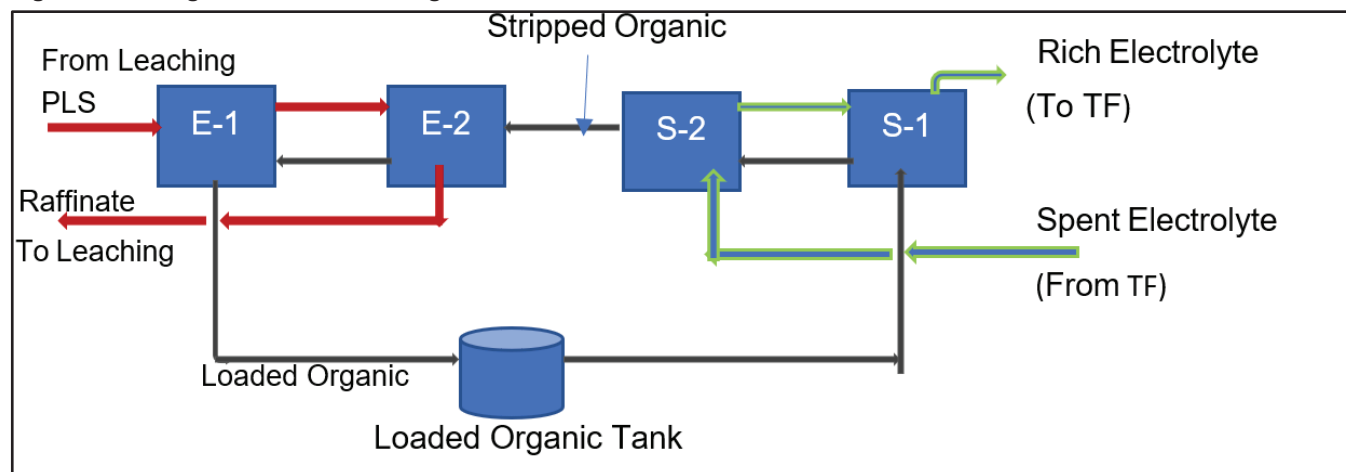 Stripped Organic
From Leaching
PLS
E-1
E-2
S-2
S-1
Rich Electrolyte
(To TF)
Raffinate
To Leaching
Spent Electrolyte
(From TF)
Loaded Organic
Loaded Organic Tank